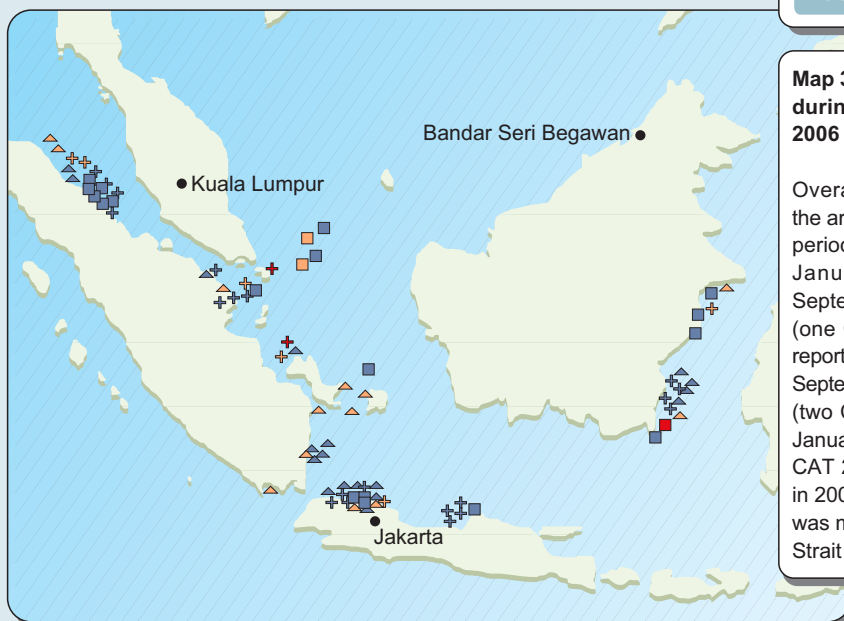 Bandar Seri Begawan
Kuala Lumpur
Jakarta
Map 3
durin
2006
Overa
the ar
period
Janu
Septe
(one
report
Septe
(two C
Janua
CAT 2
in 200
was n
Strait